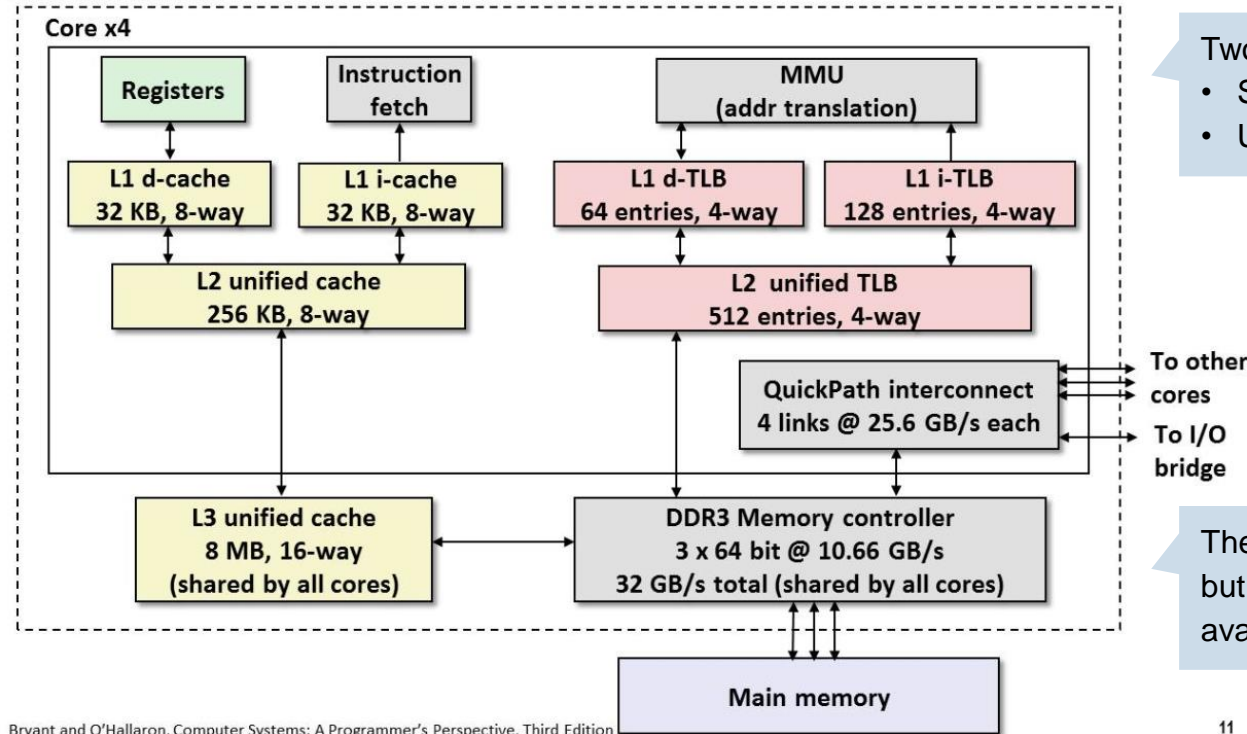 Core x4
Registers
Instruction
fetch
MMU
(addr translation)
L1 d-cache
32 KB, 8-way
L1 i-cache
32 KB, 8-way
L1 d-TLB
64 entries, 4-way
L1 i-TLB
128 entries, 4-way
L2 unified cache
256 KB, 8-way
L2 unified TLB
512 entries, 4-way
QuickPath interconnect
4 links @ 25.6 GB/s each
To other
cores
To I/O
bridge
L3 unified cache
8 MB, 16-way
(shared by all cores)
DDR3 Memory controller
3 x 64 bit @ 10.66 GB/s
32 GB/s total (shared by all cores)
Main memory
Two
• S
• U
The
but
ava
Bryant and O'Hallaron, Computer Systems: A Programmer's Perspective, Third Edition
11